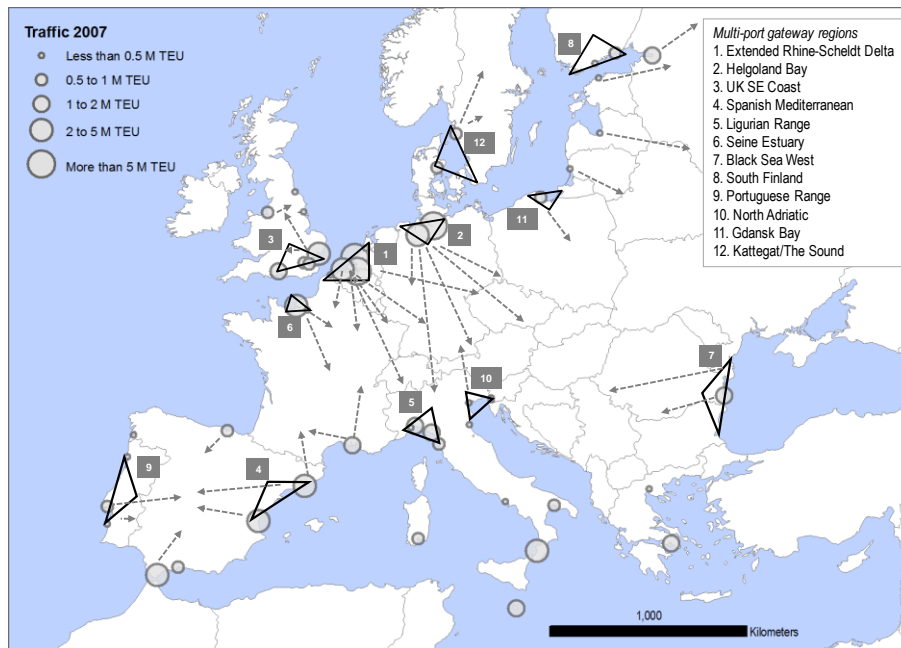 Traffic 2007
Less than 0.5 M TEU
0.5 to 1 M TEU
1 to 2 M TEU
2 to 5 M TEU
More than 5 M TEU
Multi-port gateway regions
1. Extended Rhine-Scheldt Delta
2. Helgoland Bay
3. UK SE Coast
4. Spanish Mediterranean
5. Ligurian Range
6. Seine Estuary
7. Black Sea West
8. South Finland
9. Portuguese Range
10. North Adriatic
11. Gdansk Bay
12. Kattegat/The Sound
8
12
11
3
2
1
6
7
10
5
9
4
1,000
Kilometers